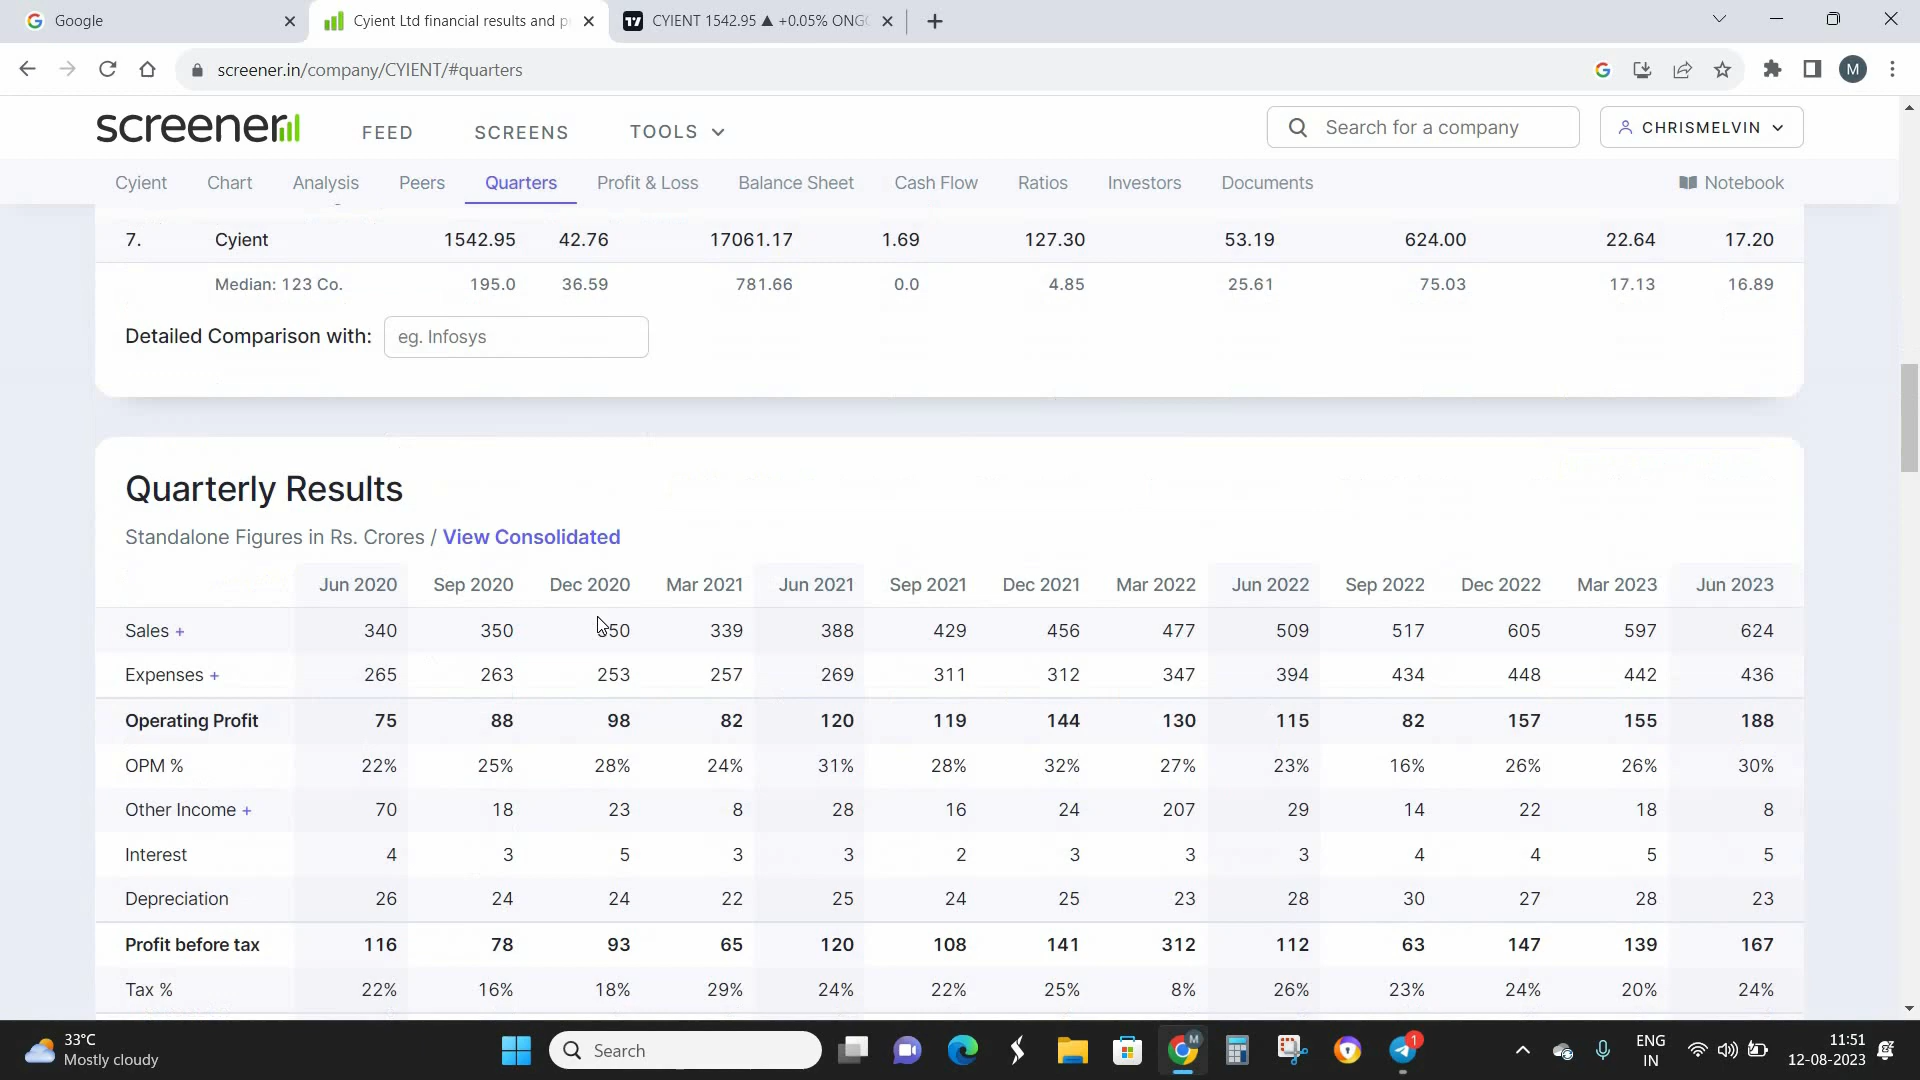 Google
Cyient Ltd financial results and p
CYIENT 1542.95 ▲ +0.05% ONGC
screener.in/company/CYIENT/#quarters
M
screener
FEED
SCREENS
TOOLS
Search for a company
CHRISMELVIN
Cyient
Chart
Analysis
Peers
Quarters
Profit & Loss
Balance Sheet
Cash Flow
Ratios
Investors
Documents
Notebook
7. Cyient 1542.95 42.76 17061.17 1.69 127.30 53.19 624.00 22.64 17.20
Median: 123 Co. 195.0 36.59 781.66 0.0 4.85 25.61 75.03 17.13 16.89
Detailed Comparison with: eg. Infosys
Quarterly Results
Standalone Figures in Rs. Crores / View Consolidated
Jun 2020 Sep 2020 Dec 2020 Mar 2021 Jun 2021 Sep 2021 Dec 2021 Mar 2022 Jun 2022 Sep 2022 Dec 2022 Mar 2023 Jun 2023
Sales + 340 350 350 339 388 429 456 477 509 517 605 597 624
Expenses + 265 263 253 257 269 311 312 347 394 434 448 442 436
Operating Profit 75 88 98 82 120 119 144 130 115 82 157 155 188
OPM % 22% 25% 28% 24% 31% 28% 32% 27% 23% 16% 26% 26% 30%
Other Income + 70 18 23 8 28 16 24 207 29 14 22 18 8
Interest 4 3 5 3 3 2 3 3 3 4 4 5 5
Depreciation 26 24 24 22 25 24 25 23 28 30 27 28 23
Profit before tax 116 78 93 65 120 108 141 312 112 63 147 139 167
Tax % 22% 16% 18% 29% 24% 22% 25% 8% 26% 23% 24% 20% 24%
33°C
Mostly cloudy
Search
M
1
ENG
IN
11:51
12-08-2023